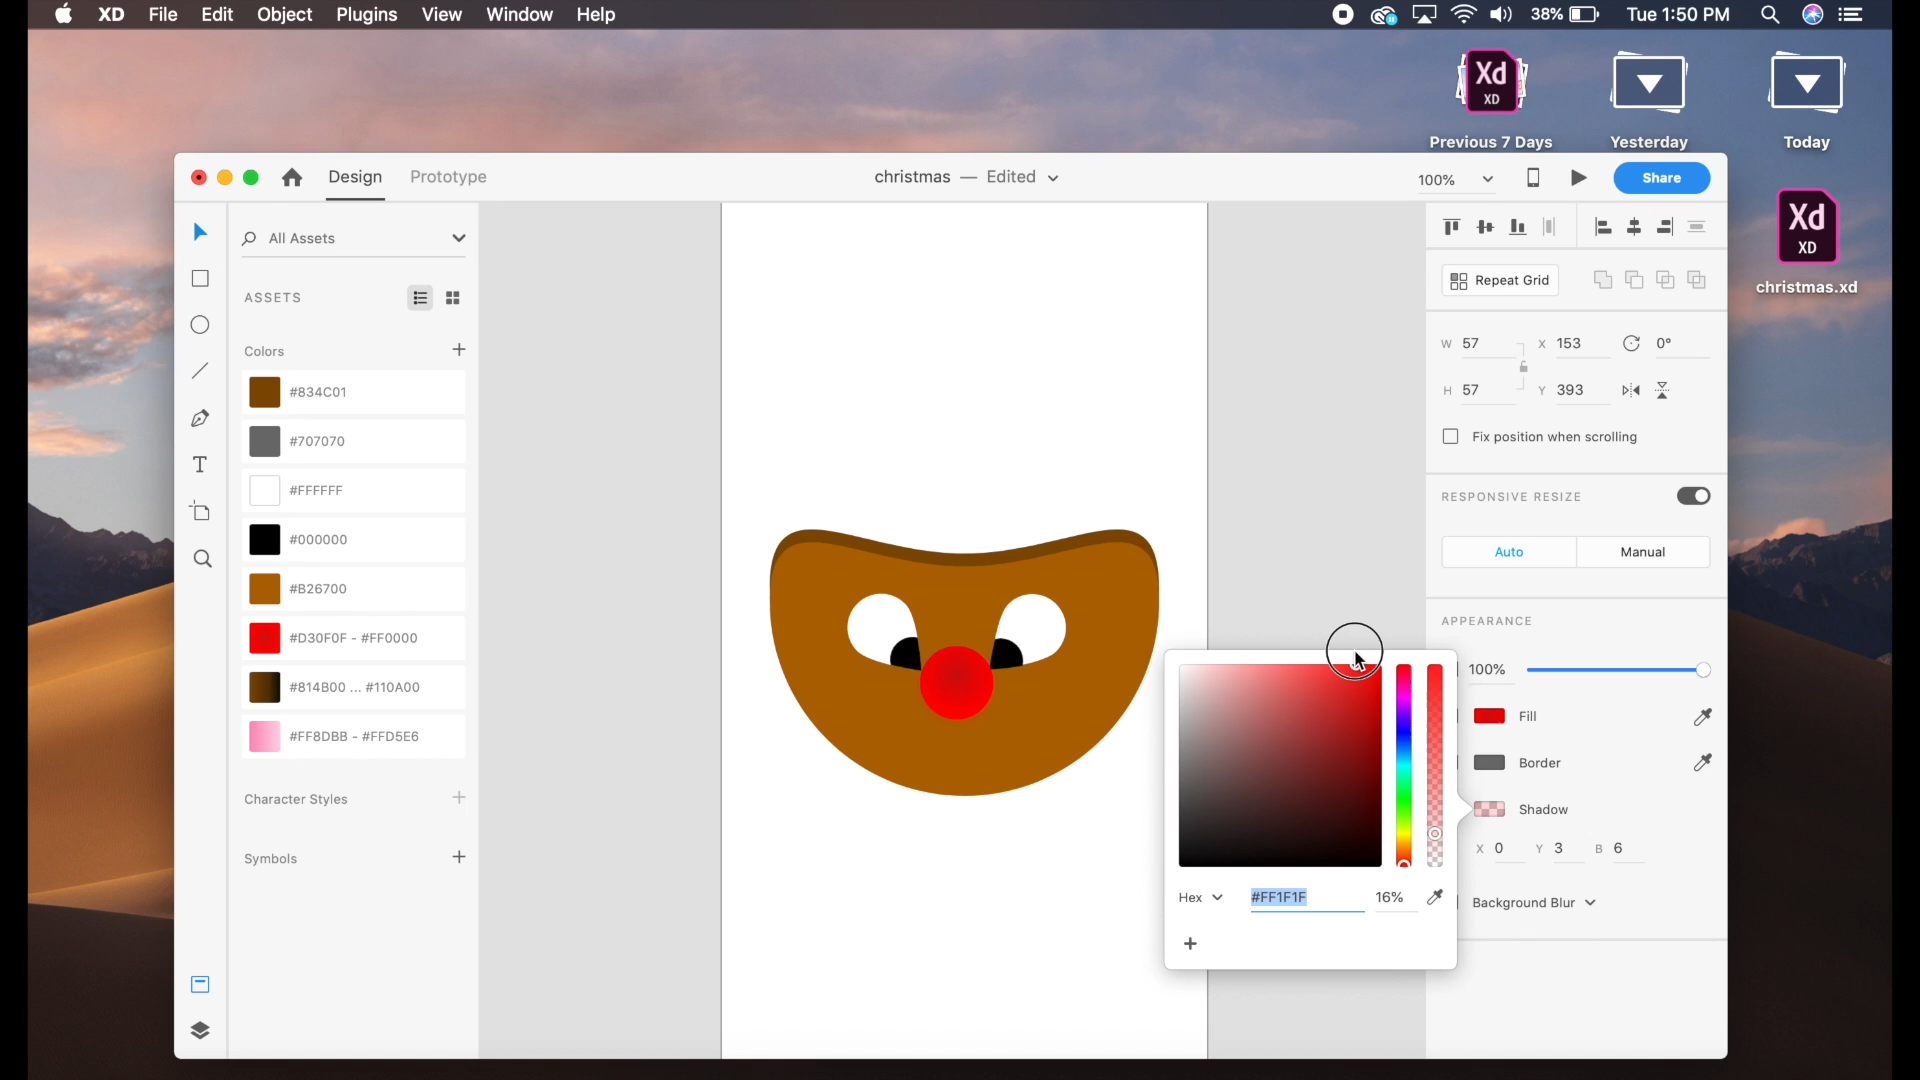 XD File Edit Object Plugins View Window Help 38% Tue 1:50 PM
Xd
XD
Previous 7 Days Yesterday Today
Design Prototype christmas — Edited 100% Share
Xd
XD
christmas.xd
All Assets
ASSETS
Repeat Grid
Colors
W 57 X 153 0°
#834C01
H 57 Y 393
#707070
Fix position when scrolling
#FFFFFF
RESPONSIVE RESIZE
#000000
Auto Manual
#B26700
APPEARANCE
#D30F0F - #FF0000
100%
#814B00 ... #110A00
Fill
#FF8DBB - #FFD5E6
Border
Character Styles
Shadow
X 0 Y 3 B 6
Symbols
Hex #FF1F1F 16%
Background Blur
+